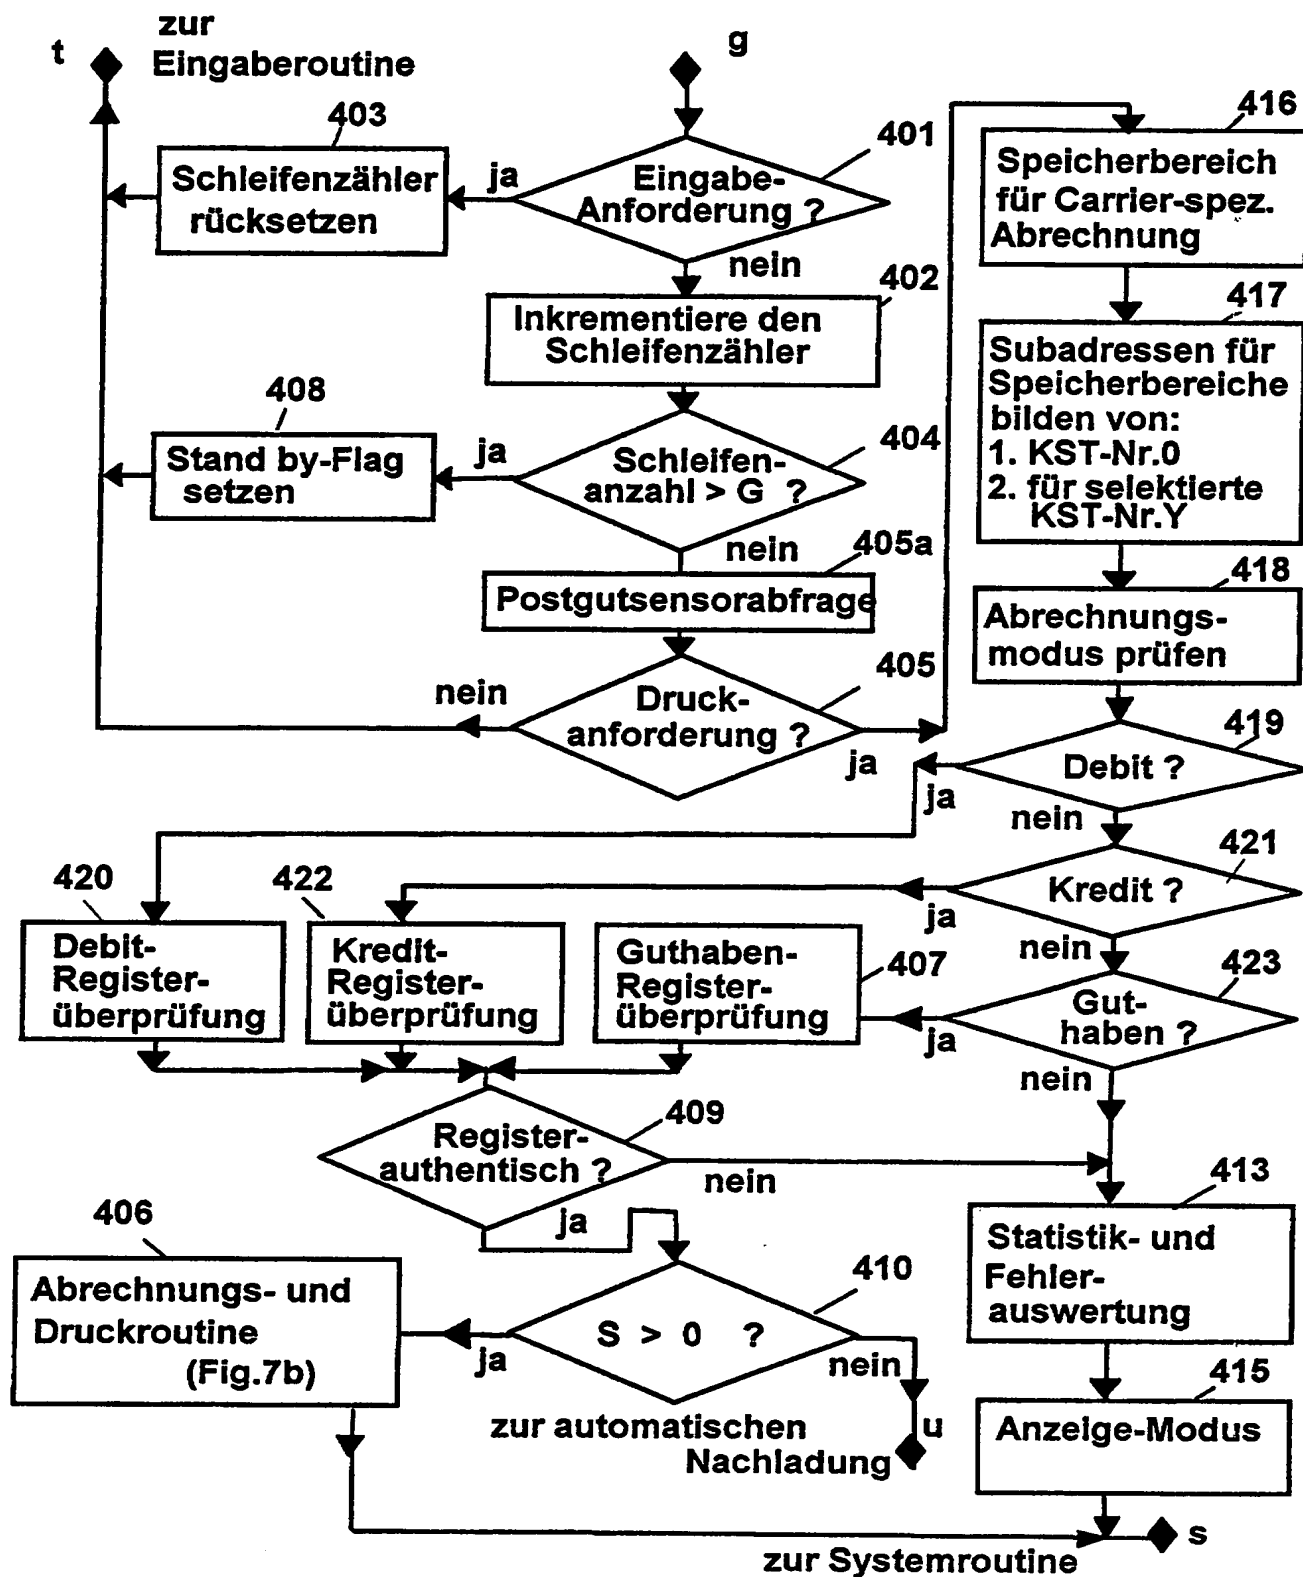 zur
t
Eingaberoutine
g
403
Schleifenzähler
rücksetzen
ja
401
Eingabe-
Anforderung ?
nein
402
Inkrementiere den
Schleifenzähler
408
Stand by-Flag
setzen
ja
404
Schleifen-
anzahl > G ?
nein
405a
Postgutsensorabfrage
405
nein
Druck-
anforderung ?
ja
416
Speicherbereich
für Carrier-spez.
Abrechnung
417
Subadressen für
Speicherbereiche
bilden von:
1. KST-Nr.0
2. für selektierte
KST-Nr.Y
418
Abrechnungs-
modus prüfen
419
Debit ?
ja
nein
421
Kredit ?
ja
nein
423
Gut-
haben ?
ja
nein
420
Debit-
Register-
überprüfung
422
Kredit-
Register-
überprüfung
Guthaben-
Register-
überprüfung
407
409
Register-
authentisch ?
nein
ja
406
Abrechnungs- und
Druckroutine
(Fig.7b)
410
S > 0 ?
ja
nein
413
Statistik- und
Fehler-
auswertung
415
Anzeige-Modus
zur automatischen
Nachladung
u
s
zur Systemroutine